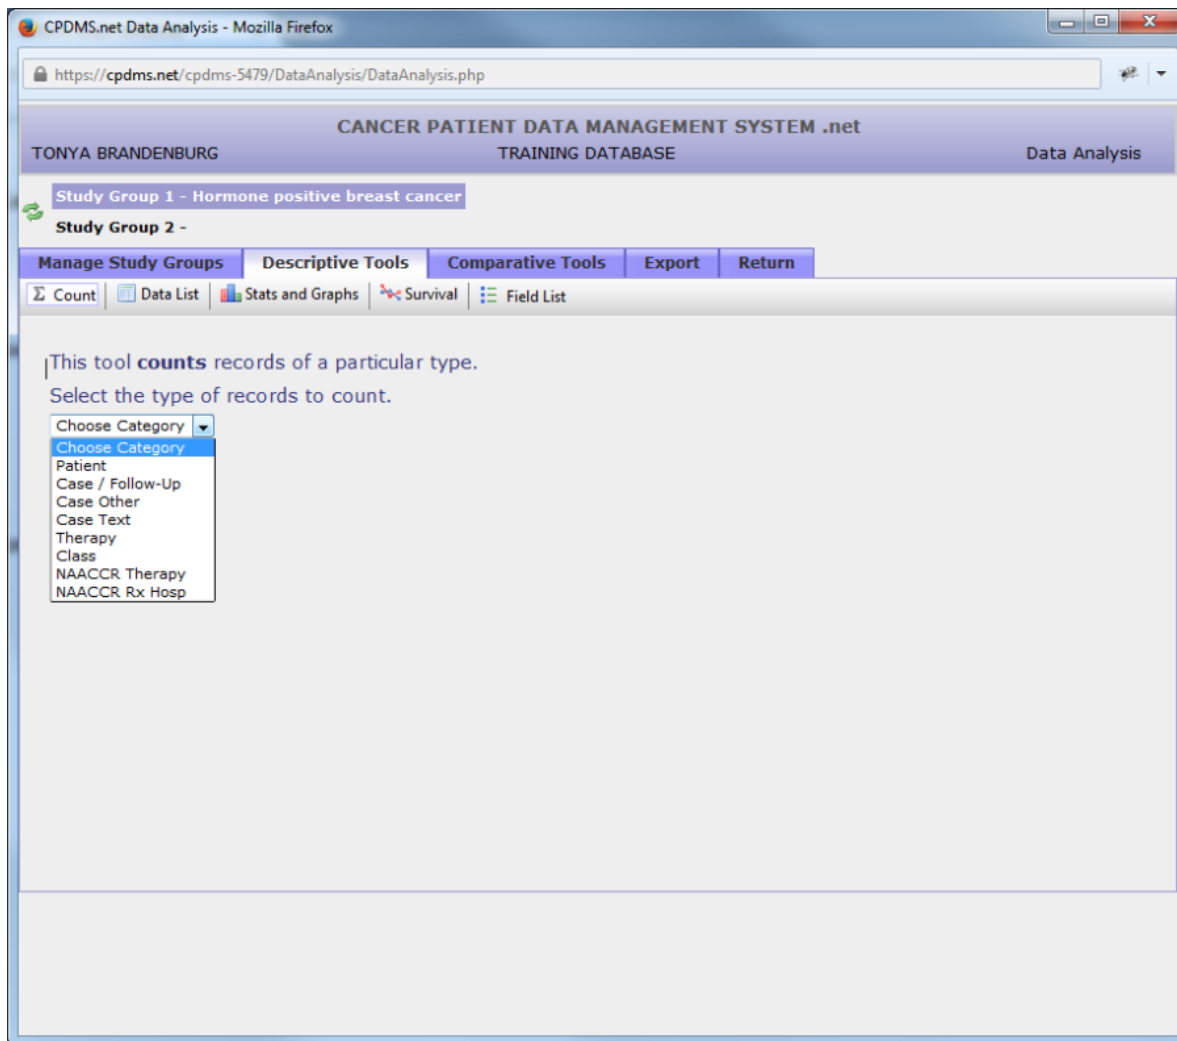 CPDMS.net Data Analysis - Mozilla Firefox
https://cpdms.net/cpdms-5479/DataAnalysis/DataAnalysis.php
CANCER PATIENT DATA MANAGEMENT SYSTEM .net
TONYA BRANDENBURG TRAINING DATABASE Data Analysis
Study Group 1 - Hormone positive breast cancer
Study Group 2 -
Manage Study Groups Descriptive Tools Comparative Tools Export Return
Σ Count Data List Stats and Graphs Survival Field List
This tool counts records of a particular type.
Select the type of records to count.
Choose Category
Choose Category
Patient
Case / Follow-Up
Case Other
Case Text
Therapy
Class
NAACCR Therapy
NAACCR Rx Hosp